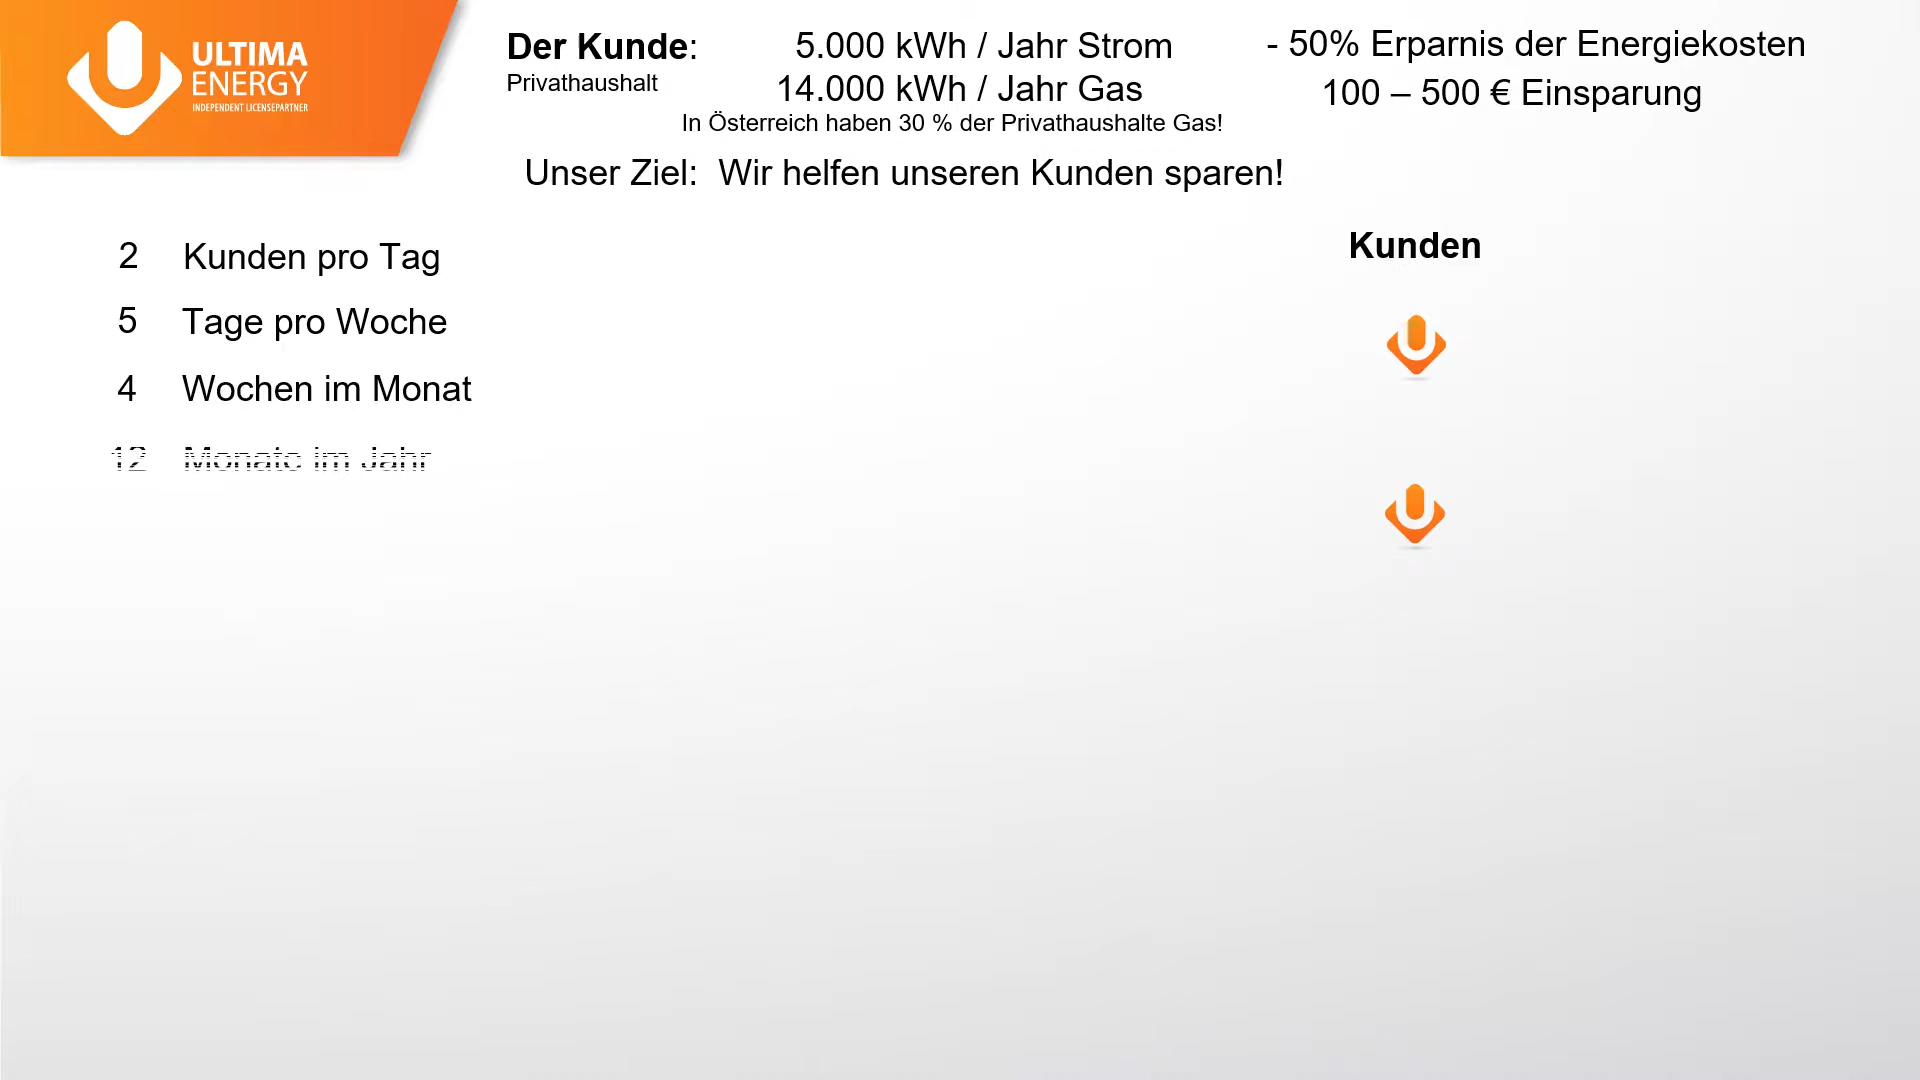 ULTIMA
ENERGY
INDEPENDENT LICENSEPARTNER
Der Kunde:
Privathaushalt
5.000 kWh / Jahr Strom
14.000 kWh / Jahr Gas
In Österreich haben 30 % der Privathaushalte Gas!
- 50% Erparnis der Energiekosten
100 – 500 € Einsparung
Unser Ziel: Wir helfen unseren Kunden sparen!
2 Kunden pro Tag
5 Tage pro Woche
4 Wochen im Monat
12 Monate im Jahr
Kunden